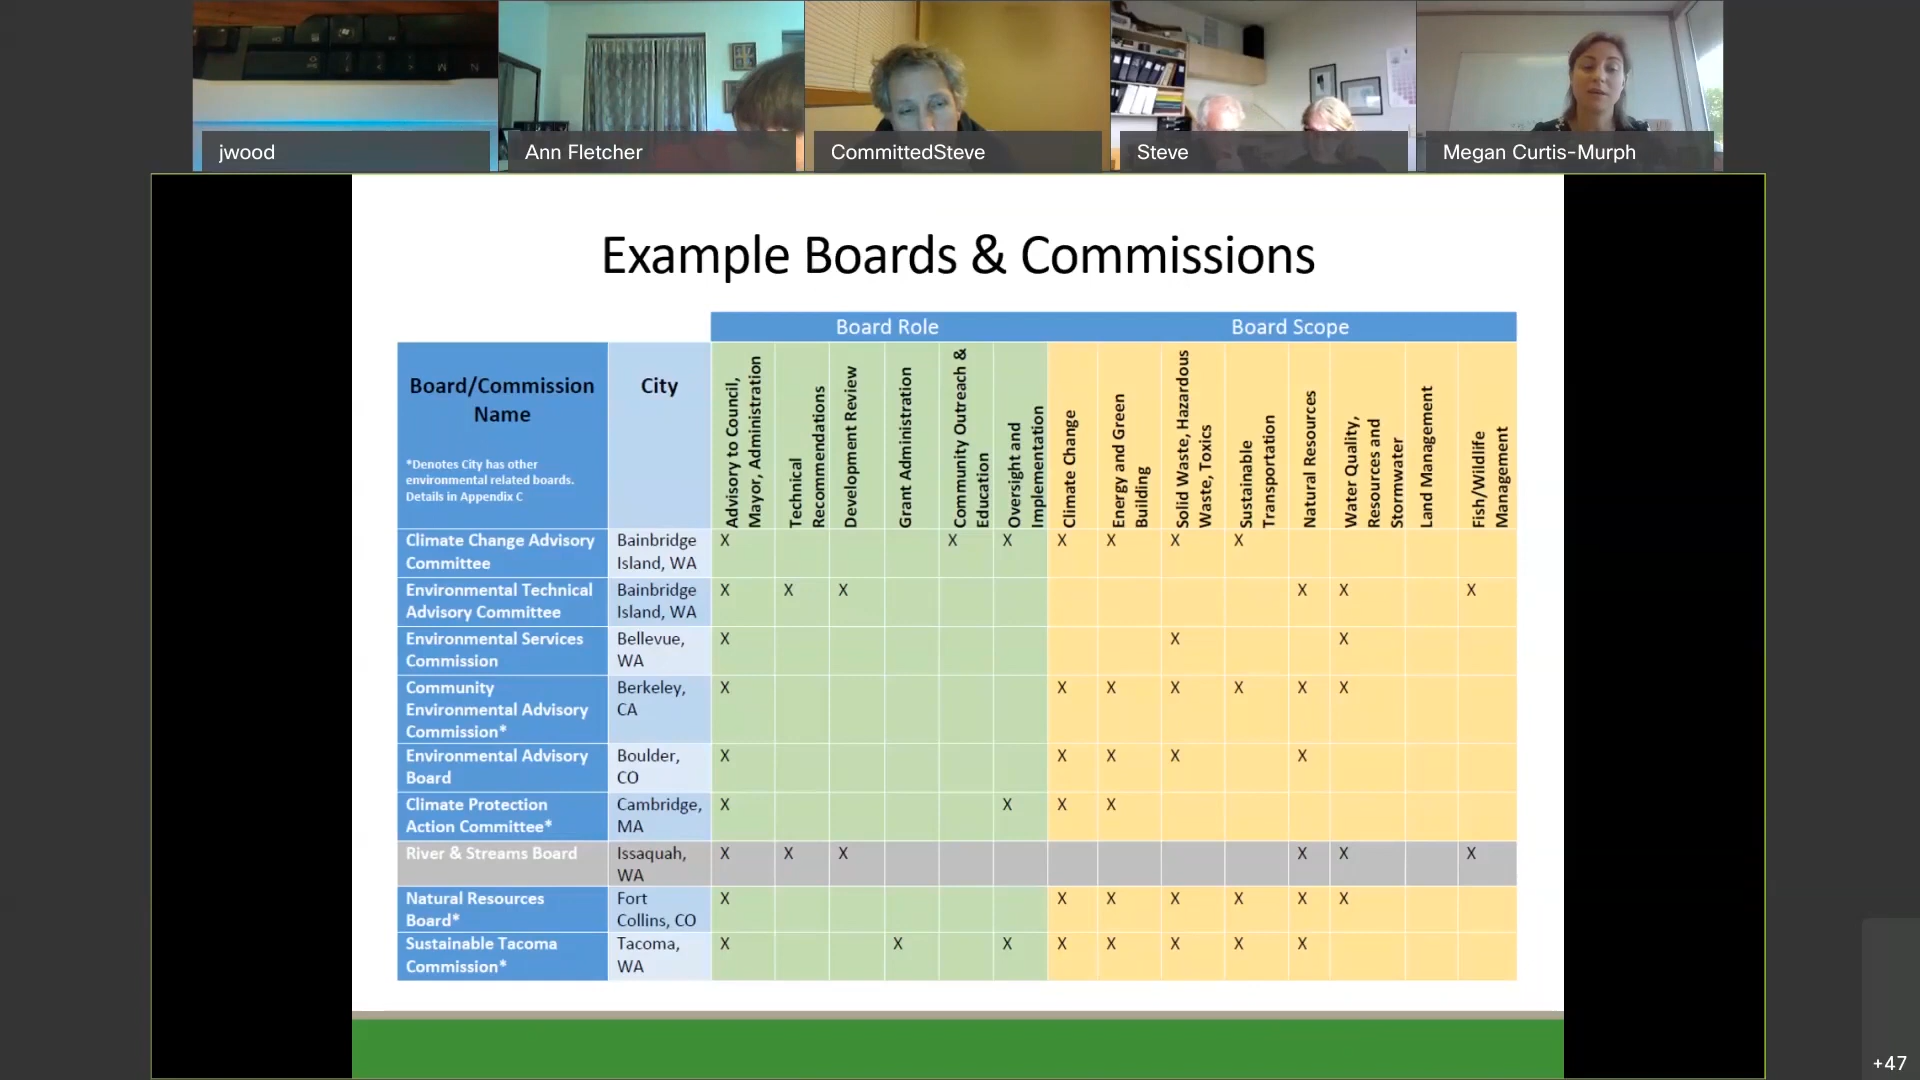 jwood
Ann Fletcher
CommittedSteve
Steve
Megan Curtis-Murph
Example Boards & Commissions
Board Role
Board Scope
Board/Commission
Name
*Denotes City has other
environmental related boards.
Details in Appendix C
City
Advisory to Council,
Mayor, Administration
Technical
Recommendations
Development Review
Grant Administration
Community Outreach &
Education
Oversight and
Implementation
Climate Change
Energy and Green
Building
Solid Waste, Hazardous
Waste, Toxics
Sustainable
Transportation
Natural Resources
Water Quality,
Resources and
Stormwater
Land Management
Fish/Wildlife
Management
Climate Change Advisory
Committee
Bainbridge
Island, WA
X X X X X X X
Environmental Technical
Advisory Committee
Bainbridge
Island, WA
X X X X X X
Environmental Services
Commission
Bellevue,
WA
X X X
Community
Environmental Advisory
Commission*
Berkeley,
CA
X X X X X X X
Environmental Advisory
Board
Boulder,
CO
X X X X X
Climate Protection
Action Committee*
Cambridge,
MA
X X X X
River & Streams Board
Issaquah,
WA
X X X X X X
Natural Resources
Board*
Fort
Collins, CO
X X X X X X X
Sustainable Tacoma
Commission*
Tacoma,
WA
X X X X X X X X
+47